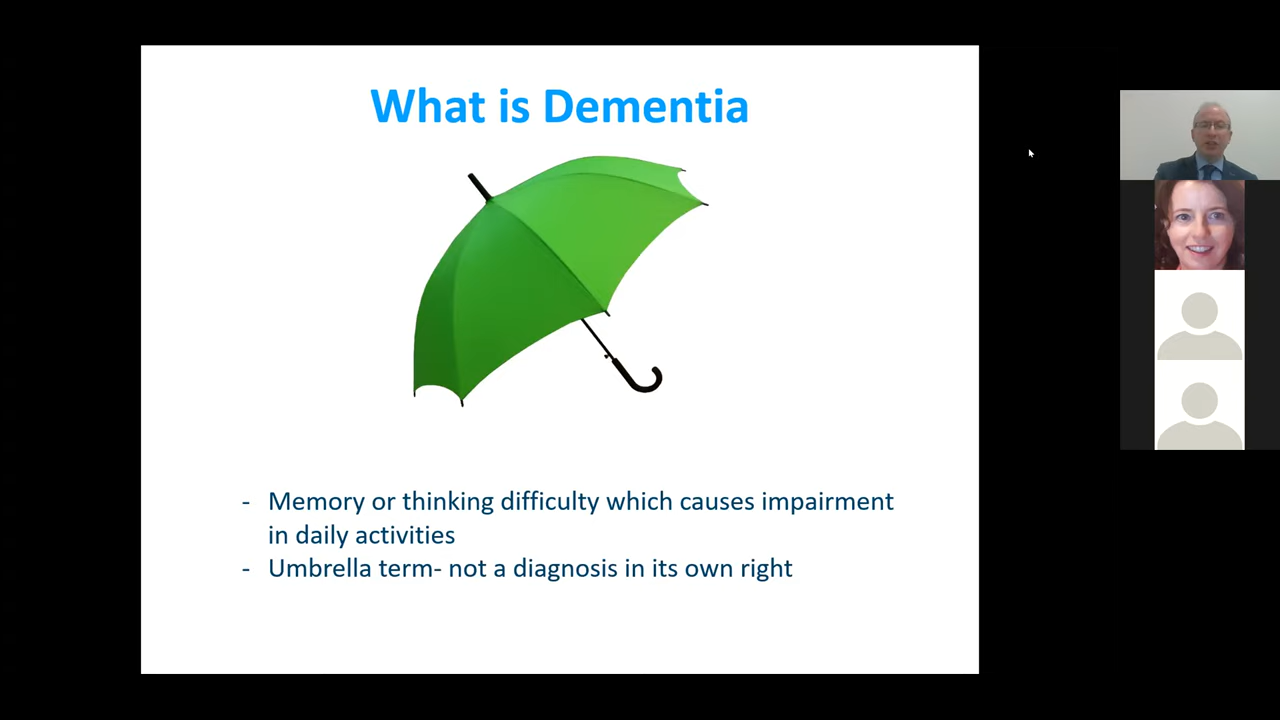 What is Dementia
- Memory or thinking difficulty which causes impairment
in daily activities
- Umbrella term- not a diagnosis in its own right